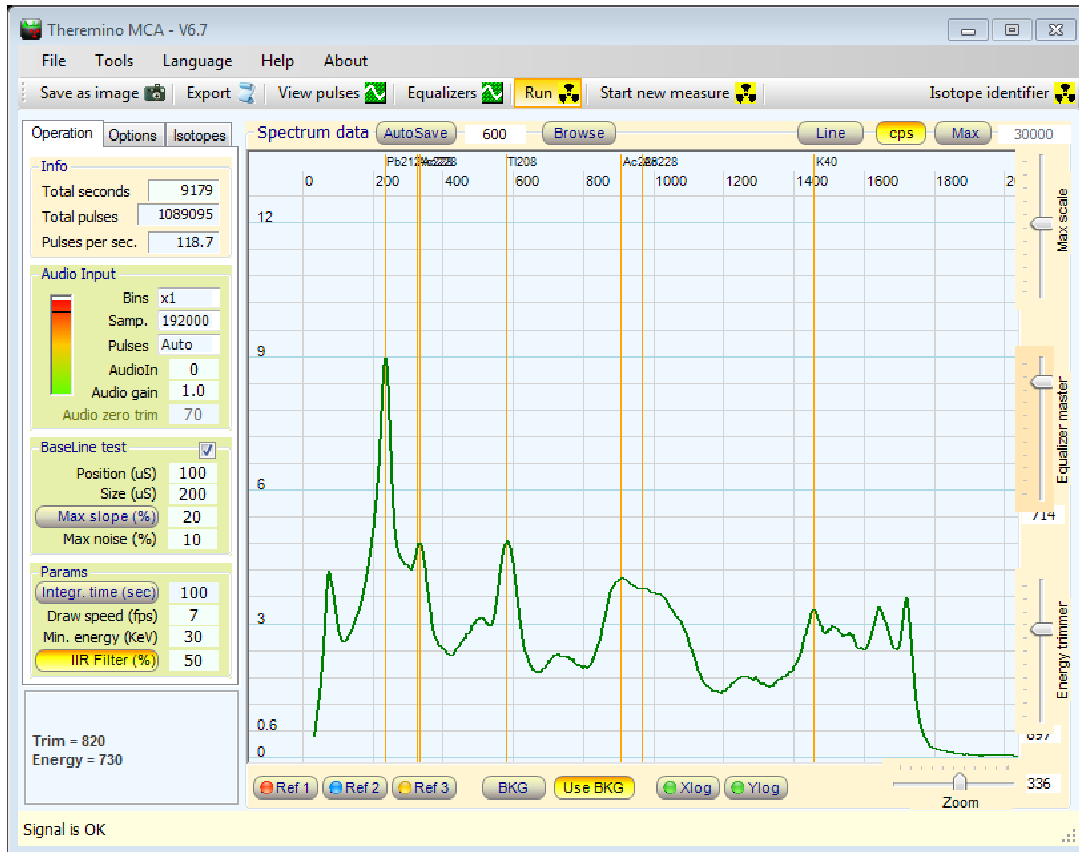 Theremino MCA - V6.7
File Tools Language Help About
Save as image Export View pulses Equalizers Run Start new measure Isotope identifier
Operation Options Isotopes
Info
Total seconds 9179
Total pulses 1089095
Pulses per sec. 118.7
Audio Input
Bins x1
Samp. 192000
Pulses Auto
AudioIn 0
Audio gain 1.0
Audio zero trim 70
BaseLine test
Position (uS) 100
Size (uS) 200
Max slope (%) 20
Max noise (%) 10
Params
Integr. time (sec) 100
Draw speed (fps) 7
Min. energy (KeV) 30
IIR Filter (%) 50
Trim = 820
Energy = 730
Spectrum data AutoSave 600 Browse Line cps Max 30000
Tl208 K40
0 200 400 600 800 1000 1200 1400 1600 1800
12
9
6
3
0.6
0
Max scale
Equalizer master
714
Energy trimmer
697
Ref 1 Ref 2 Ref 3 BKG Use BKG Xlog Ylog
Zoom 336
Signal is OK